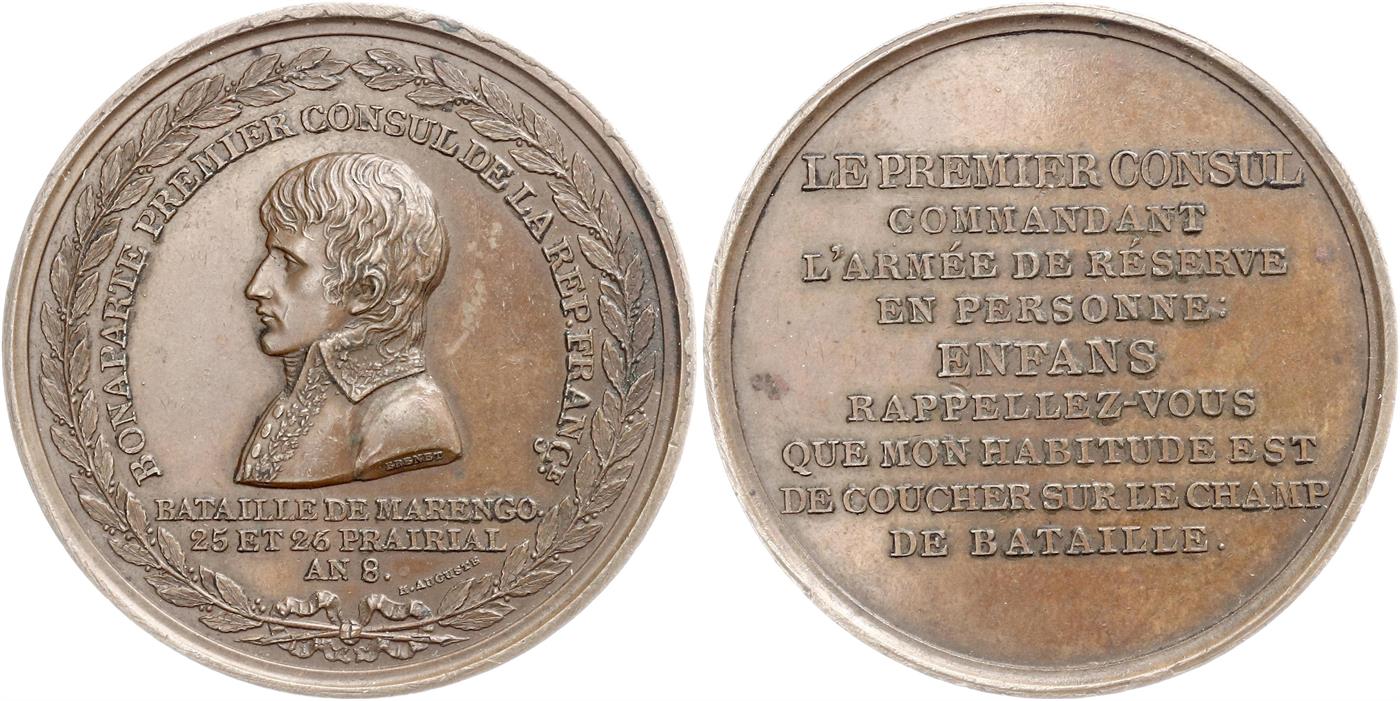 BONAPARTE PREMIER CONSUL DE LA REP. FRANÇ.
BRENET
BATAILLE DE MARENGO.
25 ET 26 PRAIRIAL
AN 8.
H. AUGUSTE
LE PREMIER CONSUL
COMMANDANT
L'ARMÉE DE RÉSERVE
EN PERSONNE:
ENFANS
RAPPELLEZ-VOUS
QUE MON HABITUDE EST
DE COUCHER SUR LE CHAMP
DE BATAILLE.